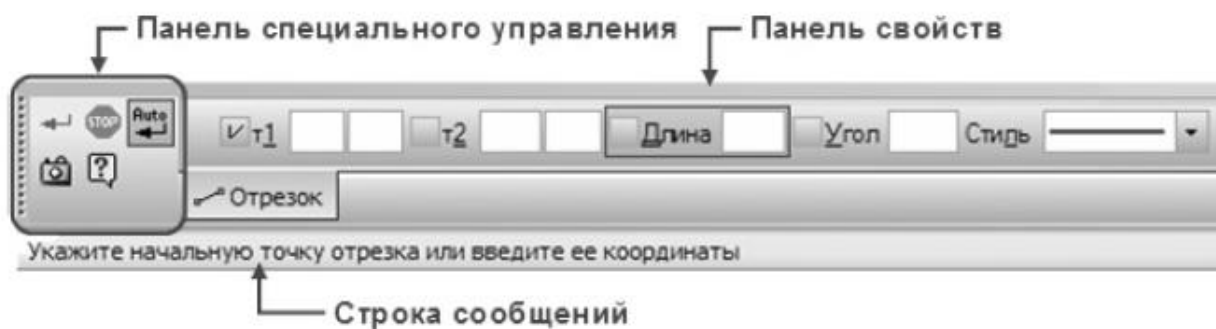 Панель специального управления Панель свойств
STOP Auto
т1 т2 Длина Угол Стиль
?
Отрезок
Укажите начальную точку отрезка или введите ее координаты
Строка сообщений